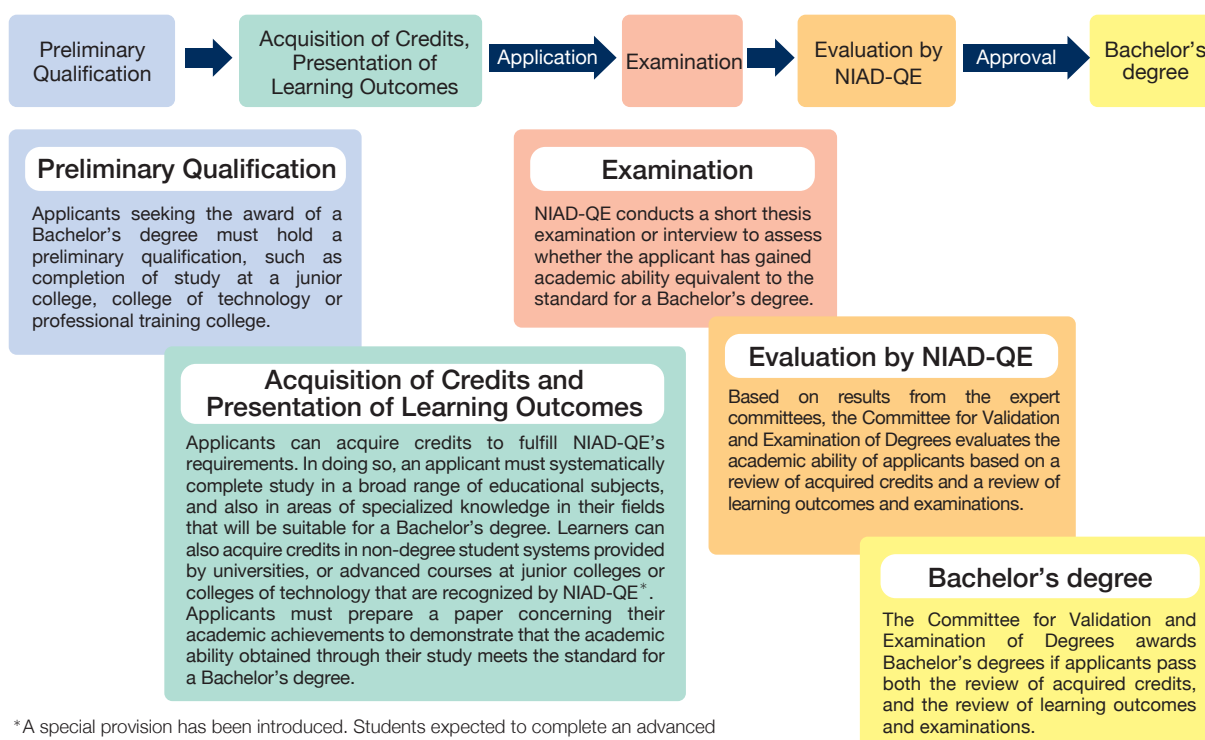 Preliminary
Qualification
Acquisition of Credits,
Presentation of
Learning Outcomes
Application
Examination
Evaluation by
NIAD-QE
Approval
Bachelor's
degree
Preliminary Qualification
Applicants seeking the award of a
Bachelor's degree must hold a
preliminary qualification, such as
completion of study at a junior
college, college of technology or
professional training college.
Examination
NIAD-QE conducts a short thesis
examination or interview to assess
whether the applicant has gained
academic ability equivalent to the
standard for a Bachelor's degree.
Acquisition of Credits and
Presentation of Learning Outcomes
Applicants can acquire credits to fulfill NIAD-QE's
requirements. In doing so, an applicant must systematically
complete study in a broad range of educational subjects,
and also in areas of specialized knowledge in their fields
that will be suitable for a Bachelor's degree. Learners can
also acquire credits in non-degree student systems provided
by universities, or advanced courses at junior colleges or
colleges of technology that are recognized by NIAD-QE*.
Applicants must prepare a paper concerning their
academic achievements to demonstrate that the academic
ability obtained through their study meets the standard for
a Bachelor's degree.
Evaluation by NIAD-QE
Based on results from the expert
committees, the Committee for Validation
and Examination of Degrees evaluates the
academic ability of applicants based on a
review of acquired credits and a review of
learning outcomes and examinations.
Bachelor's degree
The Committee for Validation and
Examination of Degrees awards
Bachelor's degrees if applicants pass
both the review of acquired credits,
and the review of learning outcomes
and examinations.
*A special provision has been introduced. Students expected to complete an advanced